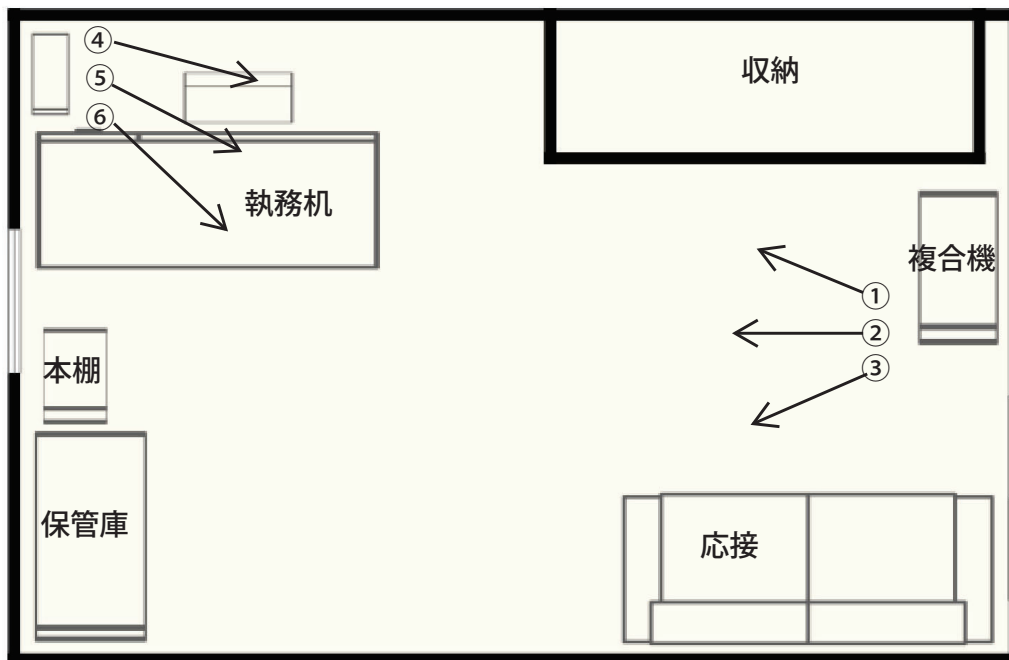 ④
⑤
⑥
収納
執務机
複合機
①
②
③
本棚
保管庫
応接